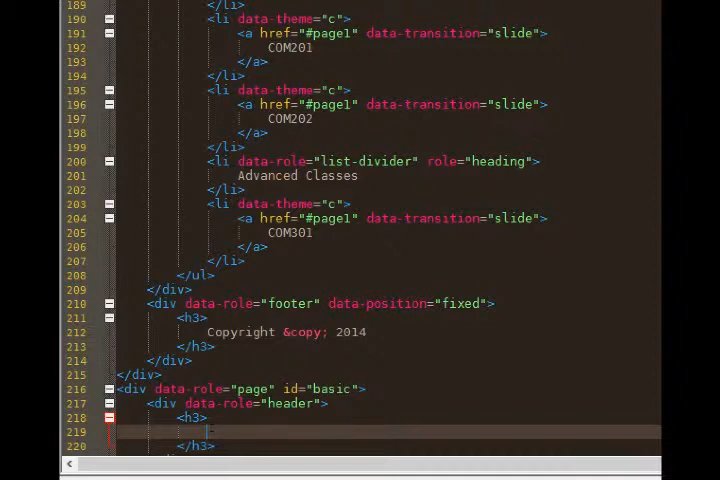 189 </li>
190 <li data-theme="c">
191 <a href="#page1" data-transition="slide">
192 COM201
193 </a>
194 </li>
195 <li data-theme="c">
196 <a href="#page1" data-transition="slide">
197 COM202
198 </a>
199 </li>
200 <li data-role="list-divider" role="heading">
201 Advanced Classes
202 </li>
203 <li data-theme="c">
204 <a href="#page1" data-transition="slide">
205 COM301
206 </a>
207 </li>
208 </ul>
209 </div>
210 <div data-role="footer" data-position="fixed">
211 <h3>
212 Copyright &copy; 2014
213 </h3>
214 </div>
215 </div>
216 <div data-role="page" id="basic">
217 <div data-role="header">
218 <h3>
219
220 </h3>